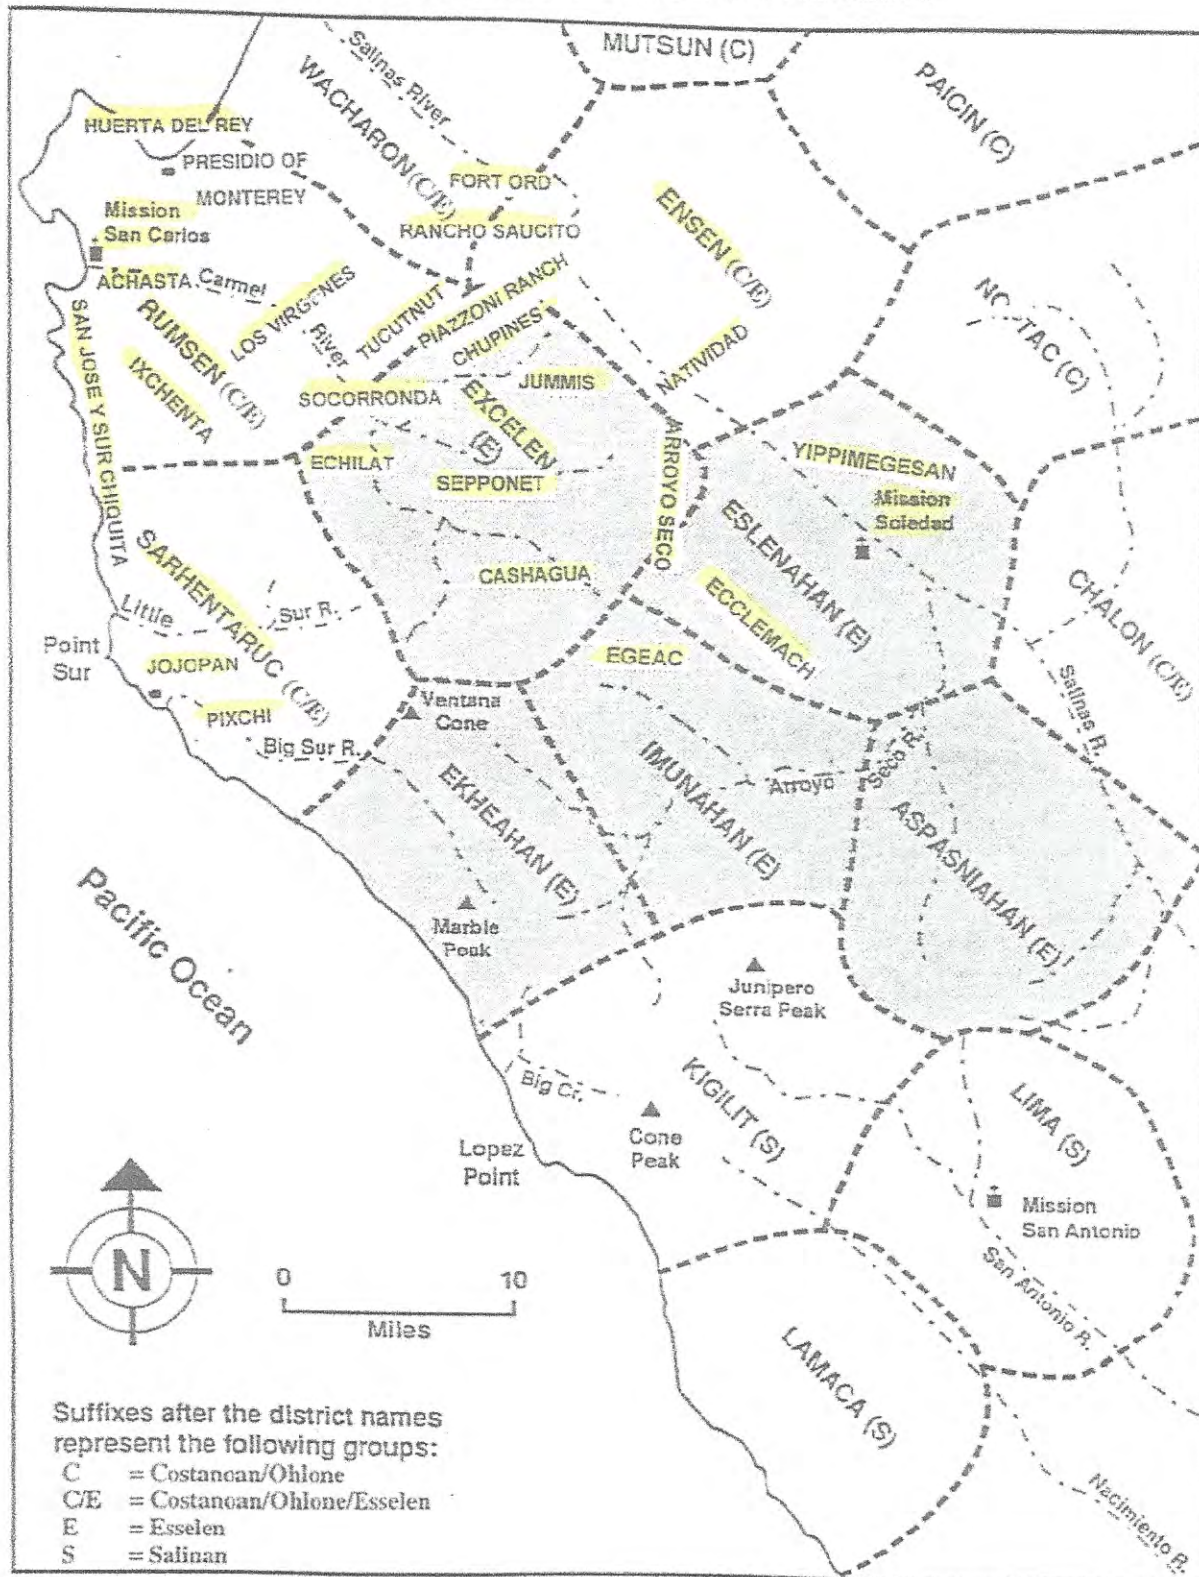 MUTSUN (C)
PAICIN (C)
Salinas River
WACHARON (C/E)
HUERTA DEL REY
PRESIDIO OF
MONTEREY
FORT ORD
RANCHO SAUCITO
ENSEN (C/E)
Mission
San Carlos
ACHASTA
Carmel
River
LOS VIRGENES
TUCUTNUT
PIAZZONI RANCH
CHUPINES
NATIVIDAD
SAN JOSE Y SUR CHIQUITA
RUMSEN (C/E)
IXCHENTA
SOCORRONDA
EXCELEN
(E)
JUMMIS
ECHILAT
SEPPONET
ARROYO SECO
YIPPIMEGESAN
Mission
Soledad
ESLENAHAN (E)
CHALON (C/E)
CASHAGUA
ECCLEMACH
EGEAC
SARHENTARUC (C/E)
Little
Sur R.
Point
Sur
JOJOPAN
PIXCHI
Big Sur R.
Ventana
Cone
Salinas R.
EKHEAHAN (E)
IMUNAHAN (E)
Arroyo
Seco R.
ASPASNIAHAN (E)
Pacific Ocean
Marble
Peak
Junipero
Serra Peak
Big Cr.
KIGILIT (S)
LIMA (S)
Cone
Peak
Lopez
Point
Mission
San Antonio
San Antonio R.
N
0 10
Miles
LAMACA (S)
Nacimiento R.
Suffixes after the district names
represent the following groups:
C = Costanoan/Ohlone
C/E = Costanoan/Ohlone/Esselen
E = Esselen
S = Salinan